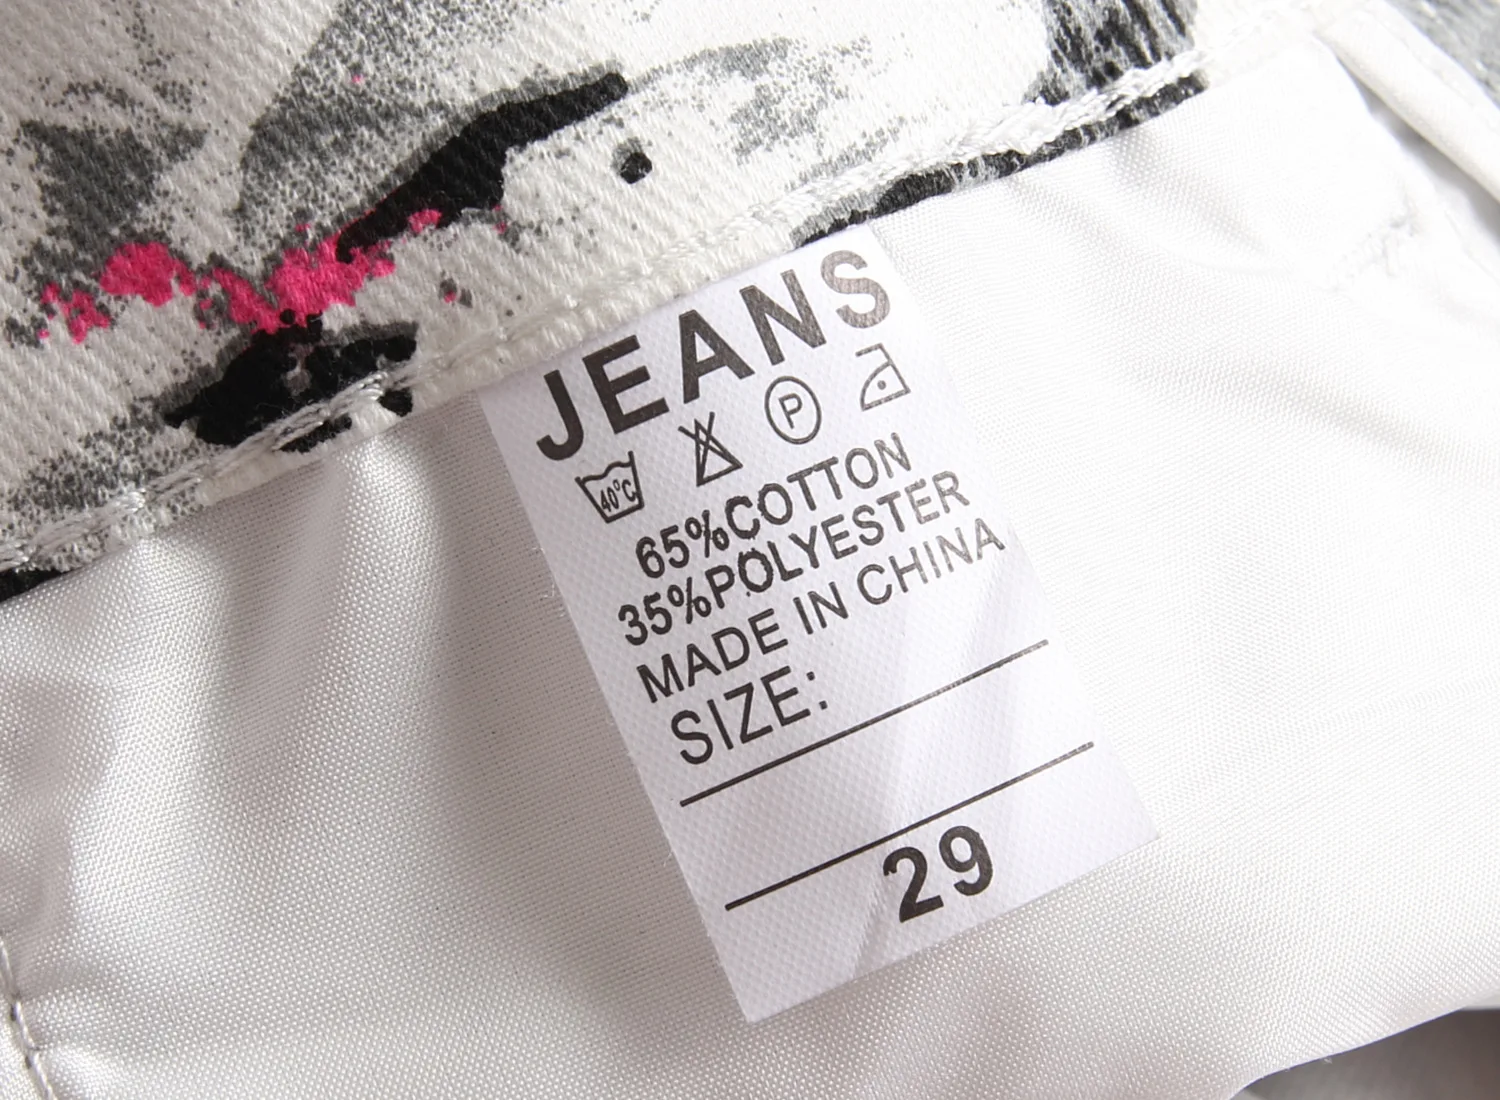 JEANS
40°C P
65%COTTON
35%POLYESTER
MADE IN CHINA
SIZE:
29